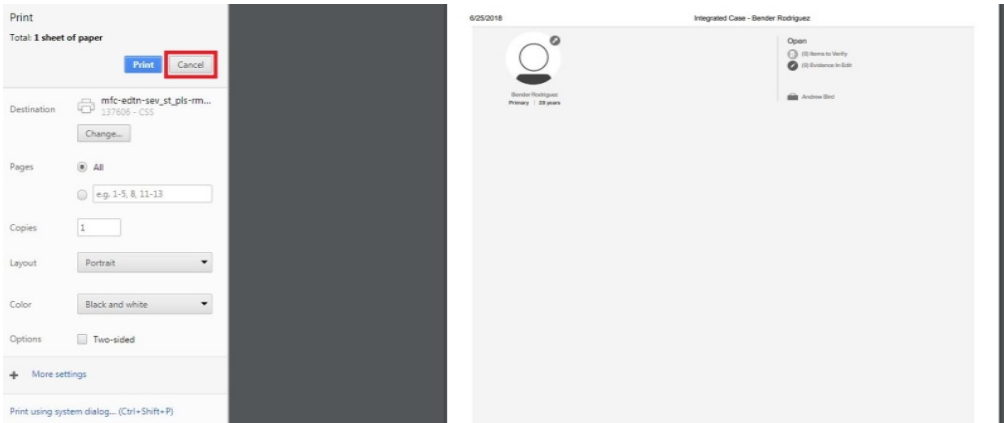 Print
Total: 1 sheet of paper
Print Cancel
Destination mfc-edtn-sev_st_pls-rm...
137606 - CSS
Change...
Pages All
e.g. 1-5, 8, 11-13
Copies 1
Layout Portrait
Color Black and white
Options Two-sided
+ More settings
Print using system dialog... (Ctrl+Shift+P)
6/25/2018 Integrated Case - Bender Rodriguez
Bender Rodriguez
Primary | 28 years
Open
(0) Items to Verify
(0) Evidence In Edit
Andrew Bird